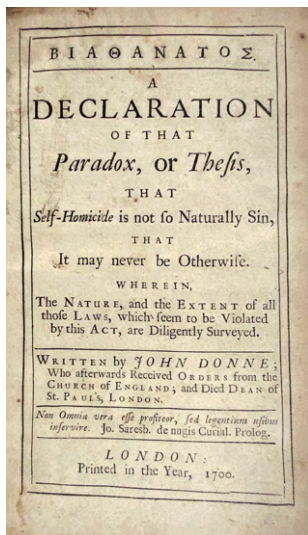 ΒΙΑΘΑΝΑΤΟΣ.
A
DECLARATION
OF THAT
Paradox, or Theſis,
THAT
Self-Homicide is not ſo Naturally Sin,
THAT
It may never be Otherwiſe.
WHEREIN,
The NATURE, and the EXTENT of all
thoſe LAWS, which ſeem to be Violated
by this ACT, are Diligently Surveyed.
WRITTEN by JOHN DONNE;
Who afterwards Received ORDERS from the
CHURCH of ENGLAND; and Died DEAN of
St. PAUL'S, LONDON.
Non Omnia vera eſſe profiteor, ſed legentium uſibus
inſervire. Jo. Saresb. de nugis Curial. Prolog.
LONDON:
Printed in the Year, 1700.